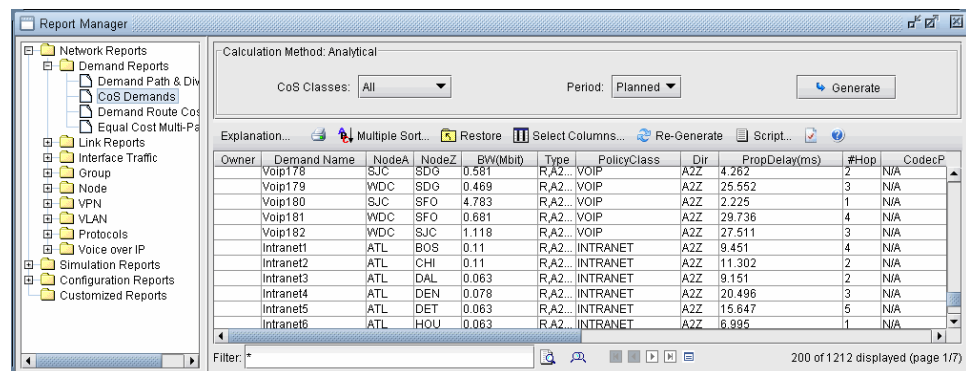 Report Manager
Network Reports
Demand Reports
Demand Path & Div
CoS Demands
Demand Route Cos
Equal Cost Multi-Pa
Link Reports
Interface Traffic
Group
Node
VPN
VLAN
Protocols
Voice over IP
Simulation Reports
Configuration Reports
Customized Reports
Calculation Method: Analytical
CoS Classes: All Period: Planned Generate
Explanation... Multiple Sort... Restore Select Columns... Re-Generate Script...
Owner Demand Name NodeA NodeZ BW(Mbit) Type PolicyClass Dir PropDelay(ms) #Hop CodecP
Voip178 SJC SDG 0.581 R,A2... VOIP A2Z 4.262 2 N/A
Voip179 WDC SDG 0.469 R,A2... VOIP A2Z 25.552 3 N/A
Voip180 SJC SFO 4.783 R,A2... VOIP A2Z 2.225 1 N/A
Voip181 WDC SFO 0.681 R,A2... VOIP A2Z 29.736 4 N/A
Voip182 WDC SJC 1.118 R,A2... VOIP A2Z 27.511 3 N/A
Intranet1 ATL BOS 0.11 R,A2... INTRANET A2Z 9.451 4 N/A
Intranet2 ATL CHI 0.11 R,A2... INTRANET A2Z 11.302 2 N/A
Intranet3 ATL DAL 0.063 R,A2... INTRANET A2Z 9.151 2 N/A
Intranet4 ATL DEN 0.078 R,A2... INTRANET A2Z 20.496 3 N/A
Intranet5 ATL DET 0.063 R,A2... INTRANET A2Z 15.647 5 N/A
Intranet6 ATL HOU 0.063 R,A2... INTRANET A2Z 6.995 1 N/A
Filter: * 200 of 1212 displayed (page 1/7)